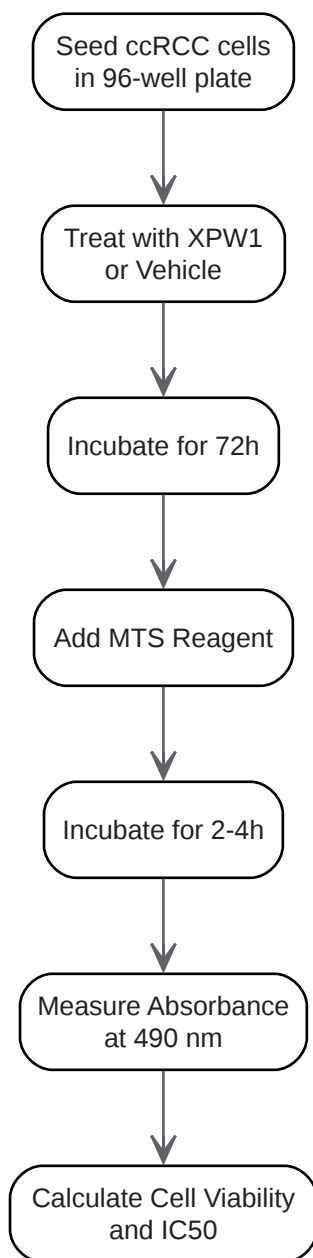 Seed ccRCC cells
in 96-well plate
Treat with XPW1
or Vehicle
Incubate for 72h
Add MTS Reagent
Incubate for 2-4h
Measure Absorbance
at 490 nm
Calculate Cell Viability
and IC50